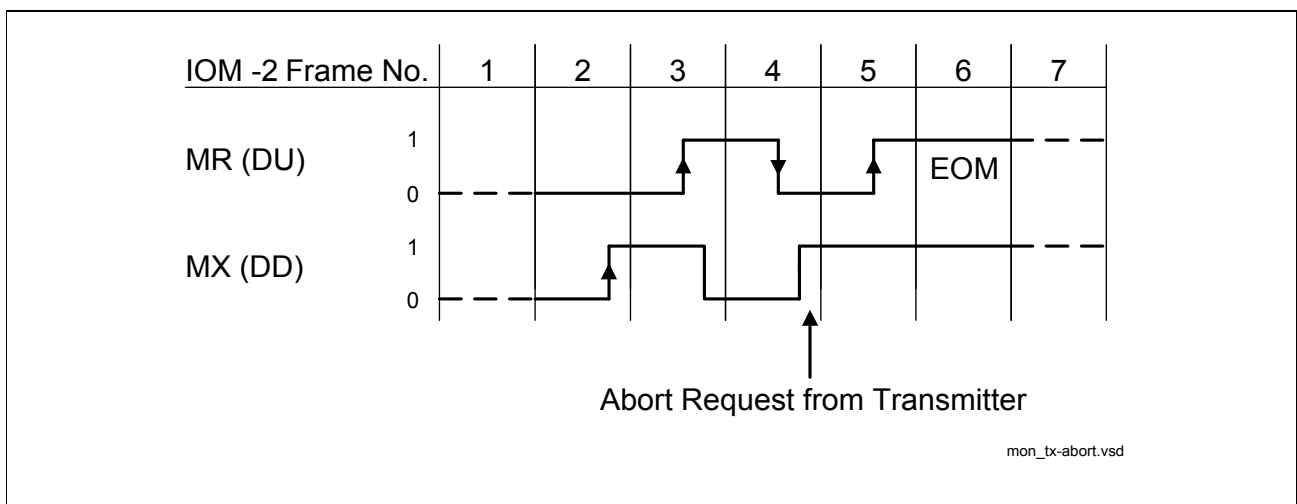 IOM -2 Frame No. 1 2 3 4 5 6 7
1
MR (DU)
0
EOM
1
MX (DD)
0
Abort Request from Transmitter
mon_tx-abort.vsd